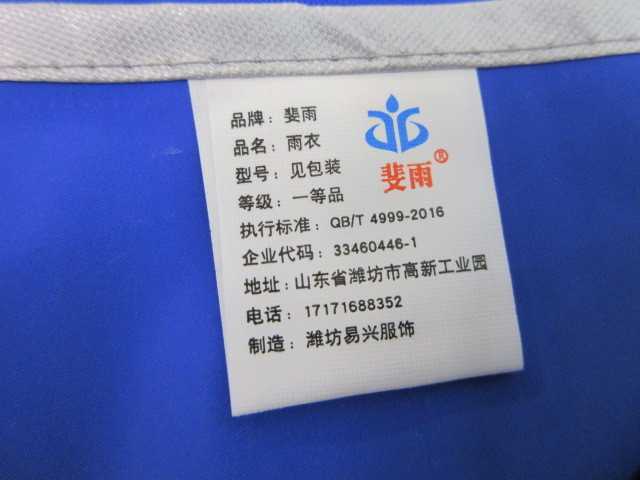 品牌：斐雨
品名：雨衣
型号：见包装
等级：一等品
执行标准：QB/T 4999-2016
企业代码：33460446-1
地址：山东省潍坊市高新工业园
电话：17171688352
制造：潍坊易兴服饰
斐雨®